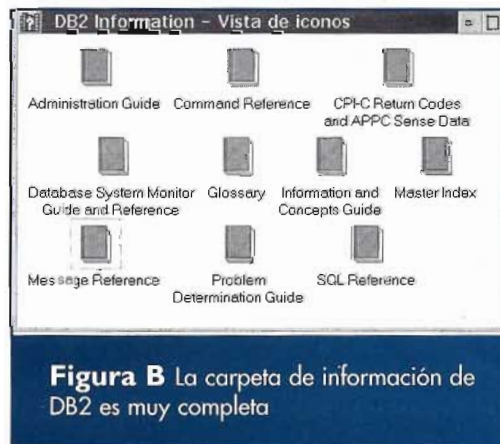 DB2 Information - Vista de iconos
Administration Guide
Command Reference
CPI-C Return Codes
and APPC Sense Data
Database System Monitor
Guide and Reference
Glossary
Information and
Concepts Guide
Master Index
Message Reference
Problem
Determination Guide
SQL Reference
Figura B La carpeta de información de
DB2 es muy completa